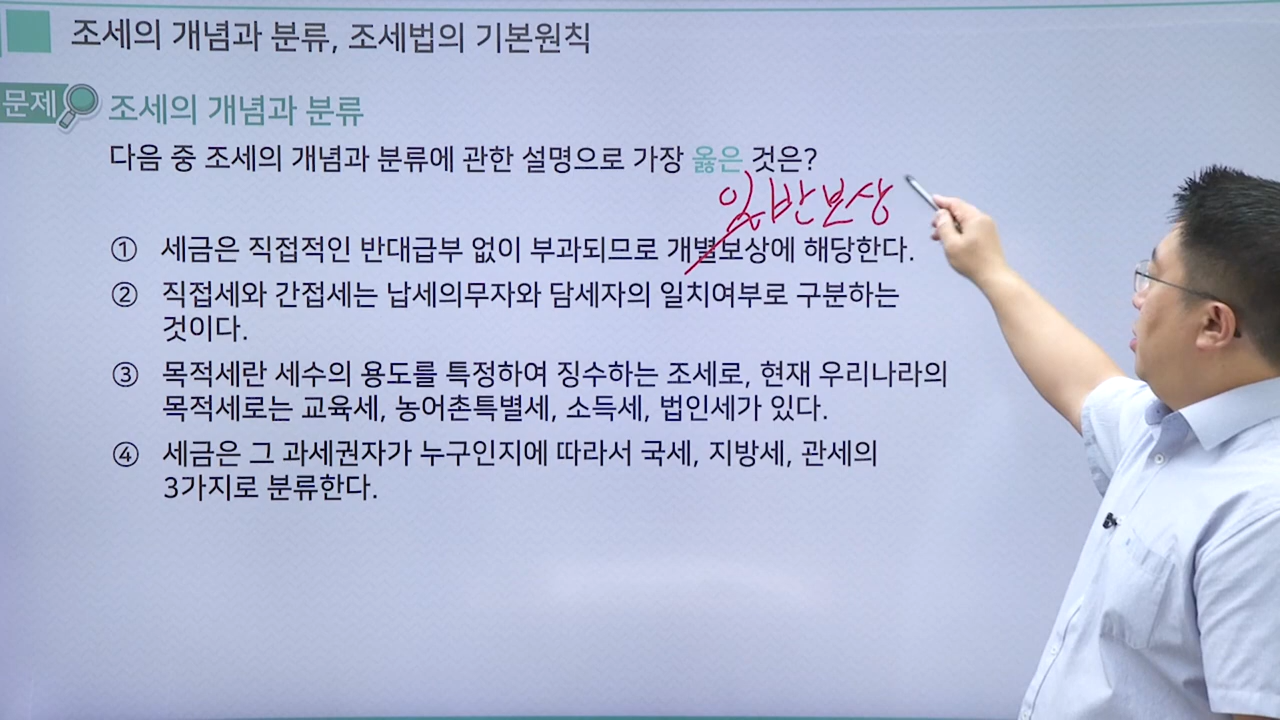 조세의 개념과 분류, 조세법의 기본원칙
문제 조세의 개념과 분류
다음 중 조세의 개념과 분류에 관한 설명으로 가장 옳은 것은?
일반보상
① 세금은 직접적인 반대급부 없이 부과되므로 개별보상에 해당한다.
② 직접세와 간접세는 납세의무자와 담세자의 일치여부로 구분하는
것이다.
③ 목적세란 세수의 용도를 특정하여 징수하는 조세로, 현재 우리나라의
목적세로는 교육세, 농어촌특별세, 소득세, 법인세가 있다.
④ 세금은 그 과세권자가 누구인지에 따라서 국세, 지방세, 관세의
3가지로 분류한다.